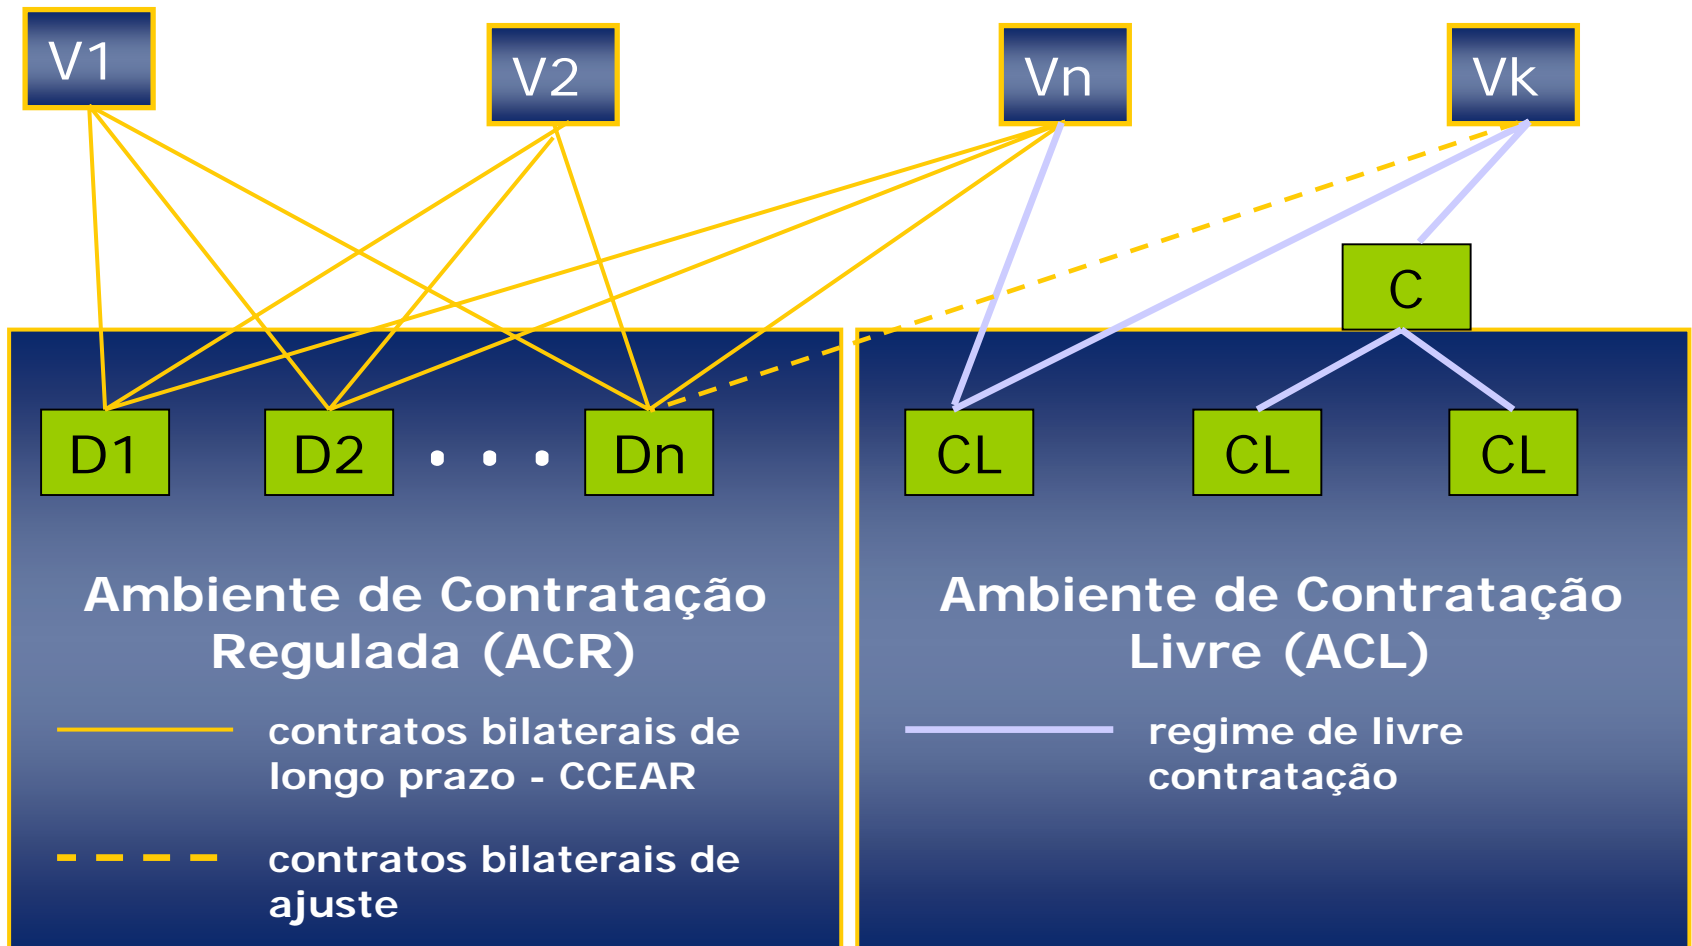 V1
V2
Vn
Vk
C
D1
D2
. . .
Dn
CL
CL
CL
Ambiente de Contratação
Regulada (ACR)
Ambiente de Contratação
Livre (ACL)
contratos bilaterais de
longo prazo - CCEAR
regime de livre
contratação
contratos bilaterais de
ajuste